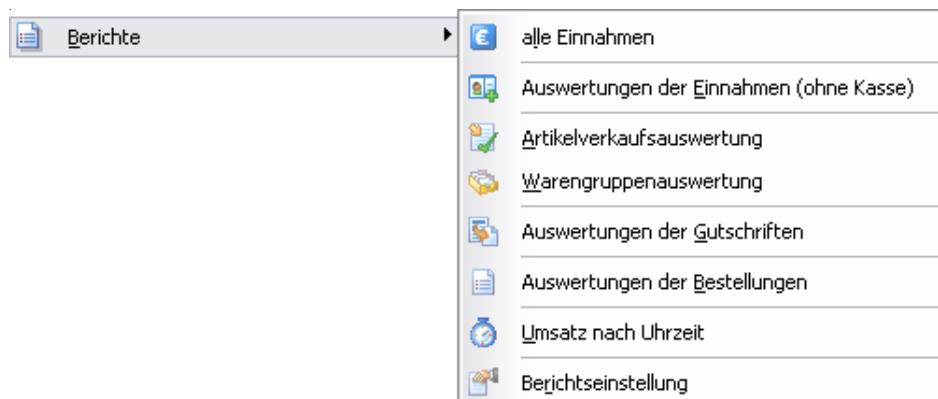 Berichte
alle Einnahmen
Auswertungen der Einnahmen (ohne Kasse)
Artikelverkaufsauswertung
Warengruppenauswertung
Auswertungen der Gutschriften
Auswertungen der Bestellungen
Umsatz nach Uhrzeit
Berichtseinstellung